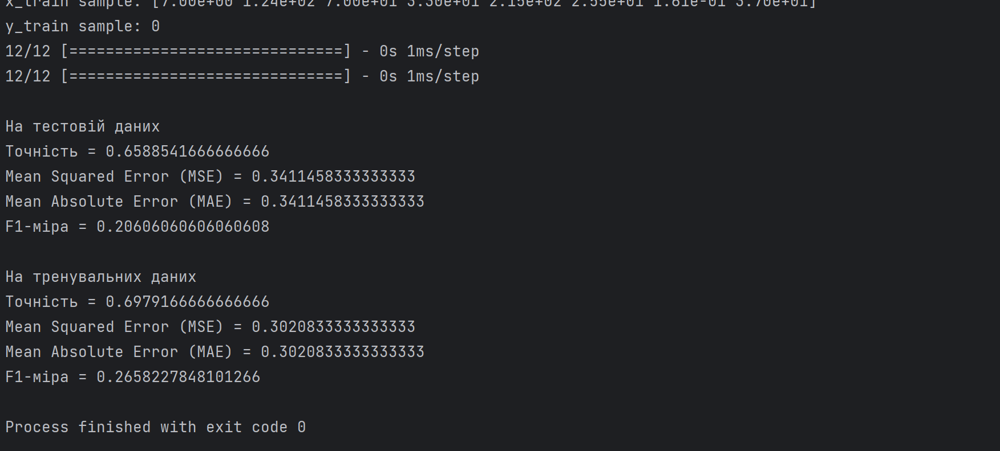 x_train sample: [7.00e+00 1.24e+02 7.00e+01 3.30e+01 2.15e+02 2.55e+01 1.61e-01 3.70e+01]
y_train sample: 0
12/12 [==============================] - 0s 1ms/step
12/12 [==============================] - 0s 1ms/step
На тестовій даних
Точність = 0.6588541666666666
Mean Squared Error (MSE) = 0.3411458333333333
Mean Absolute Error (MAE) = 0.3411458333333333
F1-міра = 0.20606060606060608
На тренувальних даних
Точність = 0.6979166666666666
Mean Squared Error (MSE) = 0.3020833333333333
Mean Absolute Error (MAE) = 0.3020833333333333
F1-міра = 0.2658227848101266
Process finished with exit code 0